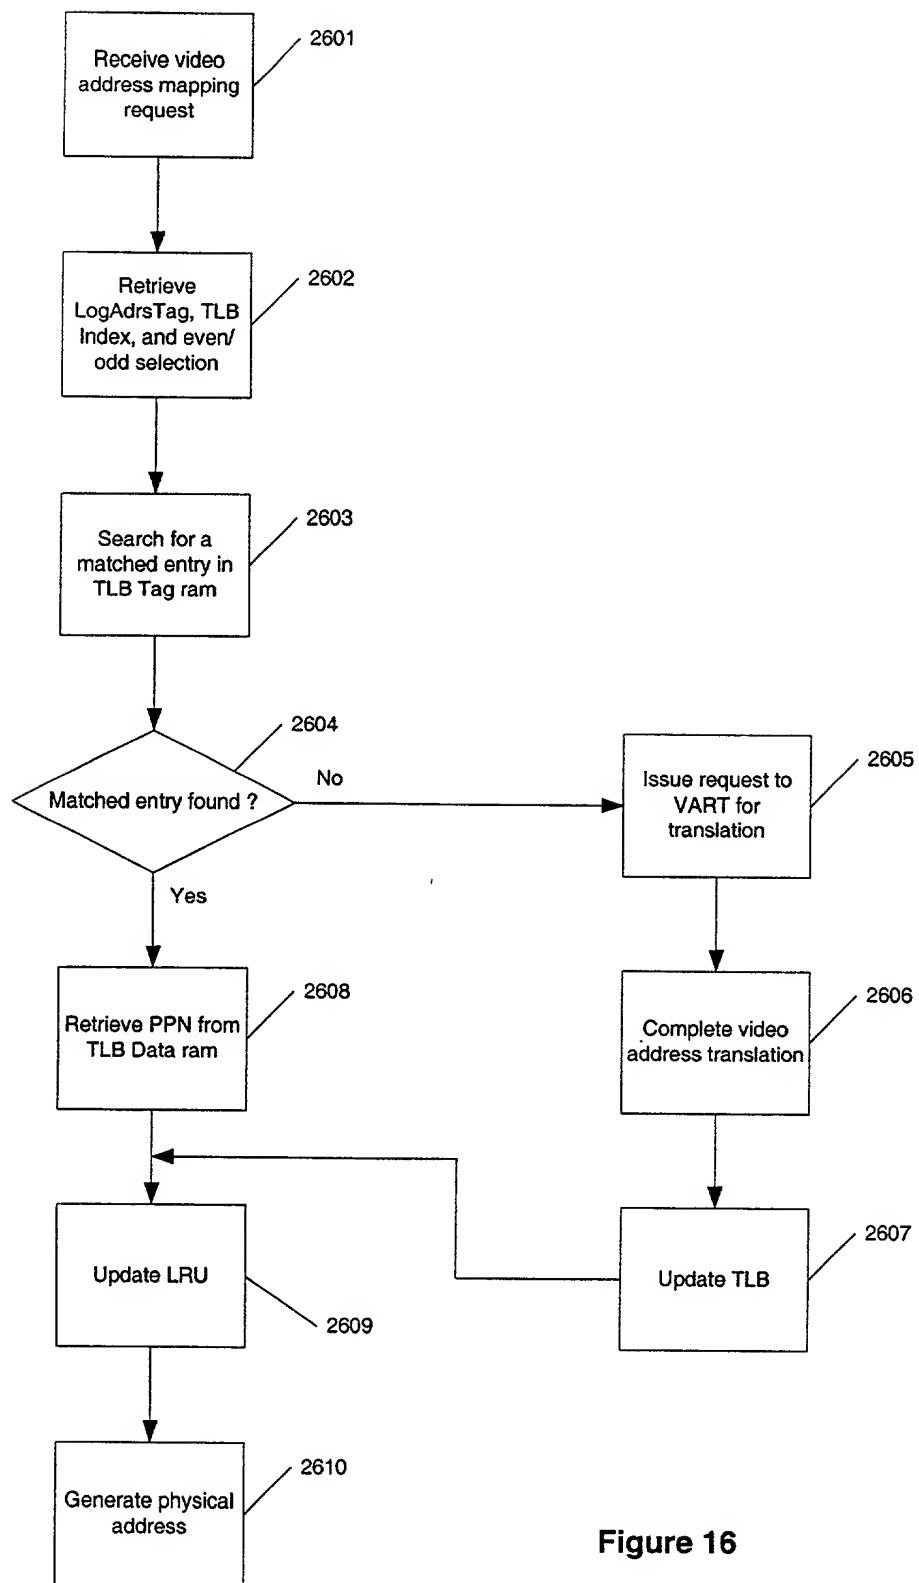 Receive video
address mapping
request
2601
Retrieve
LogAdrsTag, TLB
Index, and even/
odd selection
2602
Search for a
matched entry in
TLB Tag ram
2603
Matched entry found ?
2604
No
Yes
Issue request to
VART for
translation
2605
Complete video
address translation
2606
Update TLB
2607
Retrieve PPN from
TLB Data ram
2608
Update LRU
2609
Generate physical
address
2610
Figure 16